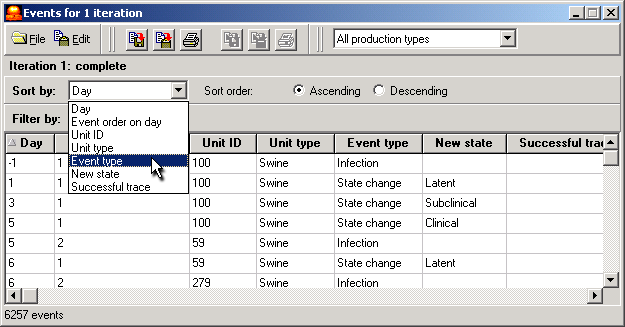 Events for 1 iteration
File Edit All production types
Iteration 1: complete
Sort by: Day Sort order: Ascending Descending
Day
Event order on day
Unit ID
Unit type
Event type
New state
Successful trace
Filter by:
Day Unit ID Unit type Event type New state Successful trac
-1 1 100 Swine Infection
1 1 100 Swine State change Latent
3 1 100 Swine State change Subclinical
5 1 100 Swine State change Clinical
5 2 59 Swine Infection
6 1 59 Swine State change Latent
6 2 279 Swine Infection
6257 events